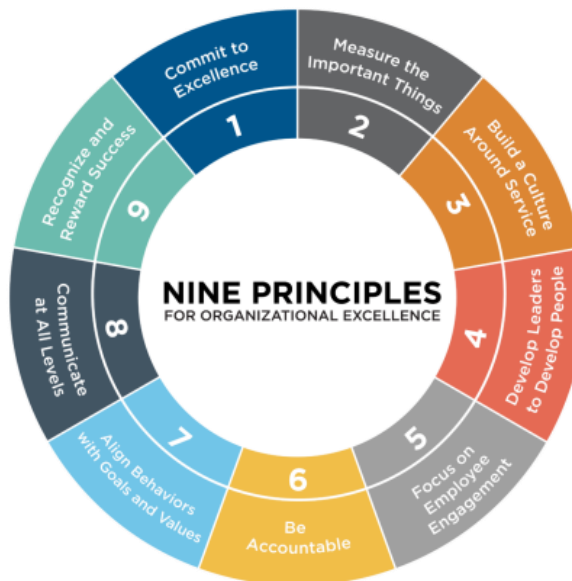 Commit to
Excellence
1
Measure the
Important Things
2
Build a Culture
Around Service
3
Develop Leaders
to Develop People
4
Focus on
Employee
Engagement
5
Be
Accountable
6
Align Behaviors
with Goals and Values
7
Communicate
at All Levels
8
Recognize and
Reward Success
9
NINE PRINCIPLES
FOR ORGANIZATIONAL EXCELLENCE